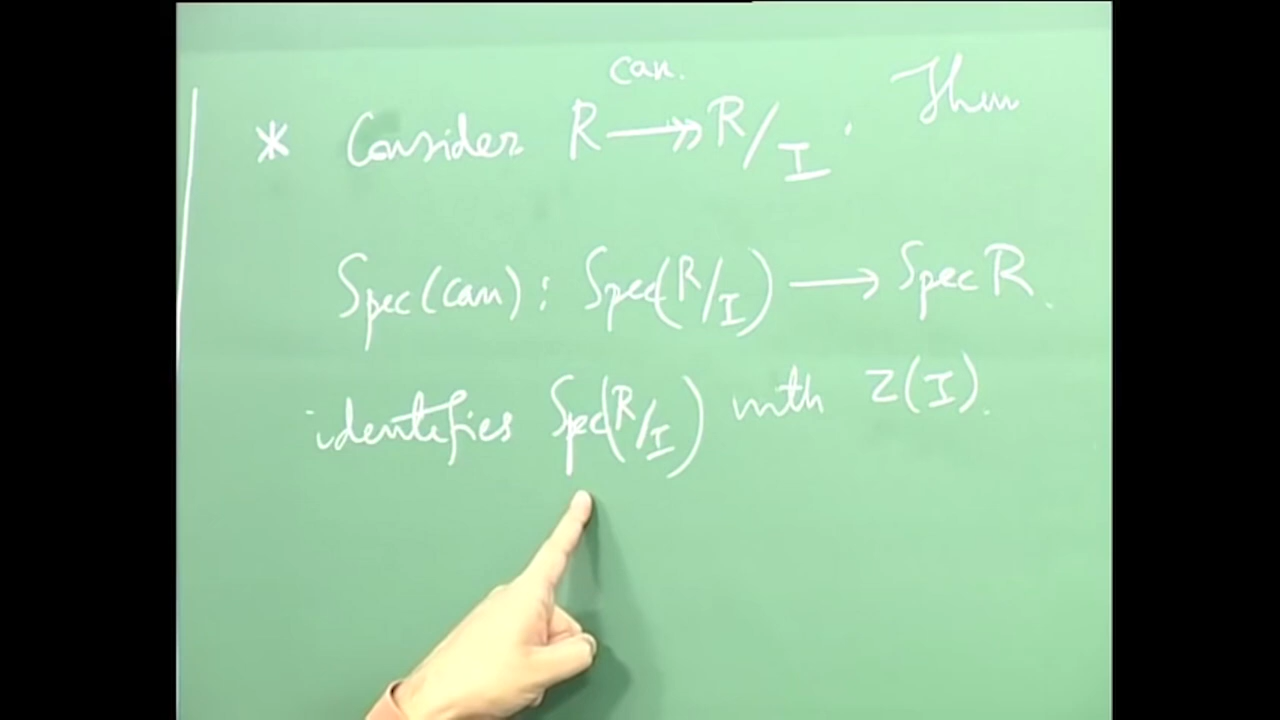 can.
* Consider R ↠ R/I. Then
Spec(can): Spec(R/I) → Spec R.
identifies Spec(R/I) with Z(I).